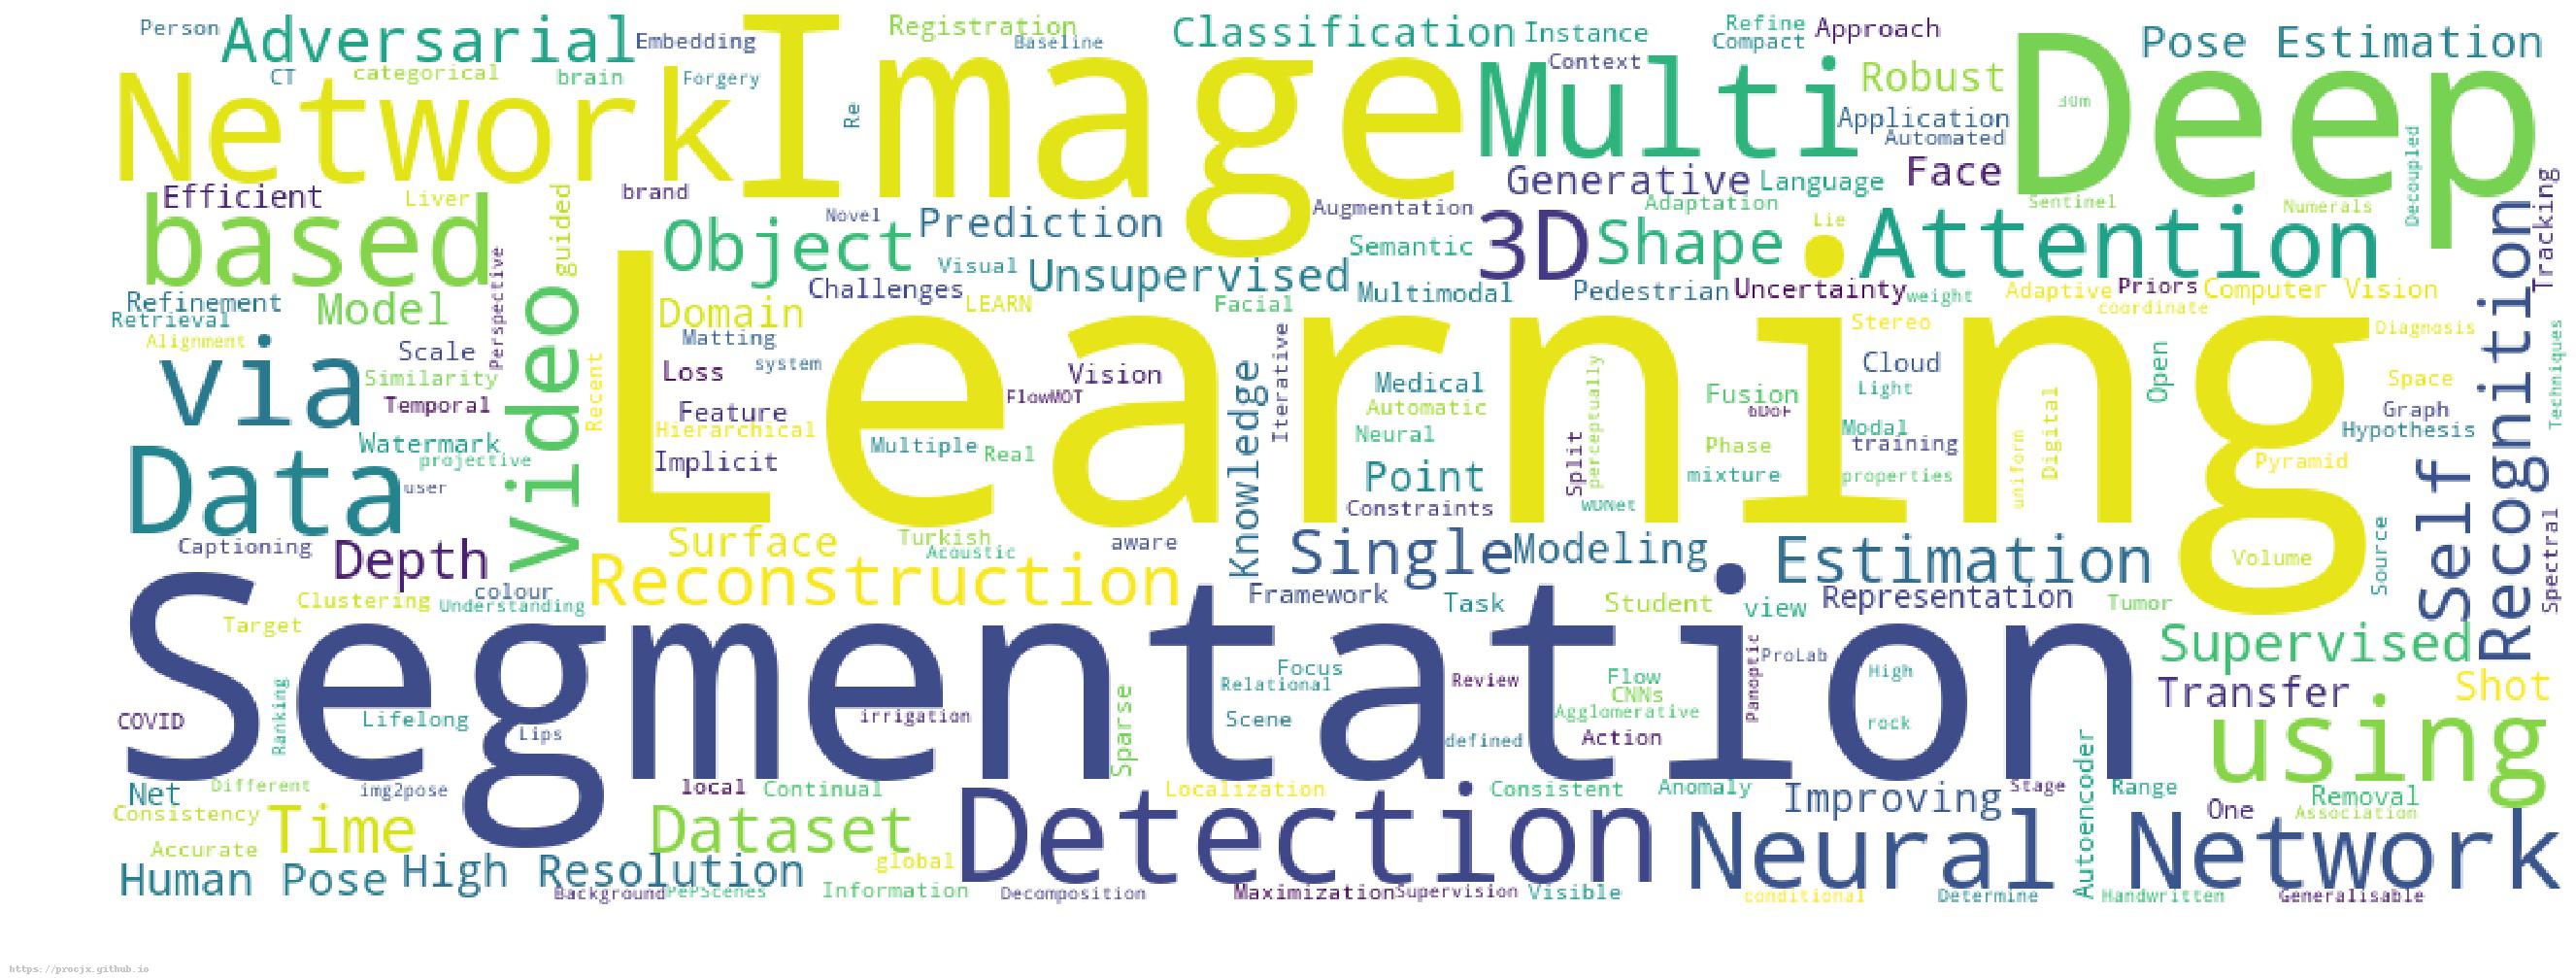 Person
Adversarial
Embedding
Image
Registration
Baseline
Classification
Instance
Refine
Compact
Approach
Deep
Pose Estimation
CT
categorical
brain
Forgery
Network
Re
Multi
Context
Robust
30m
Application
Automated
Decoupled
Efficient
Liver
guided
brand
Generative
Language
Face
Tracking
based
Novel
Object
Prediction
Augmentation
Adaptation
Sentinel
Numerals
Recognition
3D
Shape
Lie
Attention
Semantic
Visual
Unsupervised
Perspective
Refinement
Retrieval
Model
Video
Domain
Challenges
LEARN
Facial
Multimodal
Pedestrian
Uncertainty
weight
Adaptive
Priors
Computer Vision
coordinate
Learning
Alignment
via
Scale
Matting
system
Iterative
Stereo
Diagnosis
Techniques
Similarity
Temporal
Recent
Loss
Vision
FlowMOT
Knowledge
Medical
Automatic
perceptually
Fusion
6DoF
Cloud
Light
Open
Space
Graph
Feature
Hierarchical
Watermark
projective
Multiple
Real
Neural
Split
Phase
Modal
training
Hypothesis
Data
user
Implicit
Point
Constraints
WDNet
mixture
properties
uniform
Digital
Pyramid
Self
Captioning
Depth
Surface
Turkish
Acoustic
aware
Single
Modeling
Estimation
Volume
Source
Spectral
colour
Reconstruction
Clustering
Understanding
Framework
Task
Student
view
Representation
Tumor
Segmentation
Target
Supervised
Focus
Relational
Review
Flow
CNNs
Panoptic
ProLab
High
Transfer
Shot
COVID
Ranking
Lifelong
Lips
irrigation
Sparse
Scene
defined
Agglomerative
Action
rock
using
Net
Different
img2pose
local
Continual
Localization
Consistent
Anomaly
Improving
Stage
Autoencoder
Range
Removal
Consistency
Time
Dataset
Detection
One
Association
Accurate
global
Neural Network
Human Pose
High Resolution
Background
PePScenes
Information
Decomposition
Maximization
Supervision
Visible
conditional
Determine
Handwritten
Generalisable
https://procjx.github.io